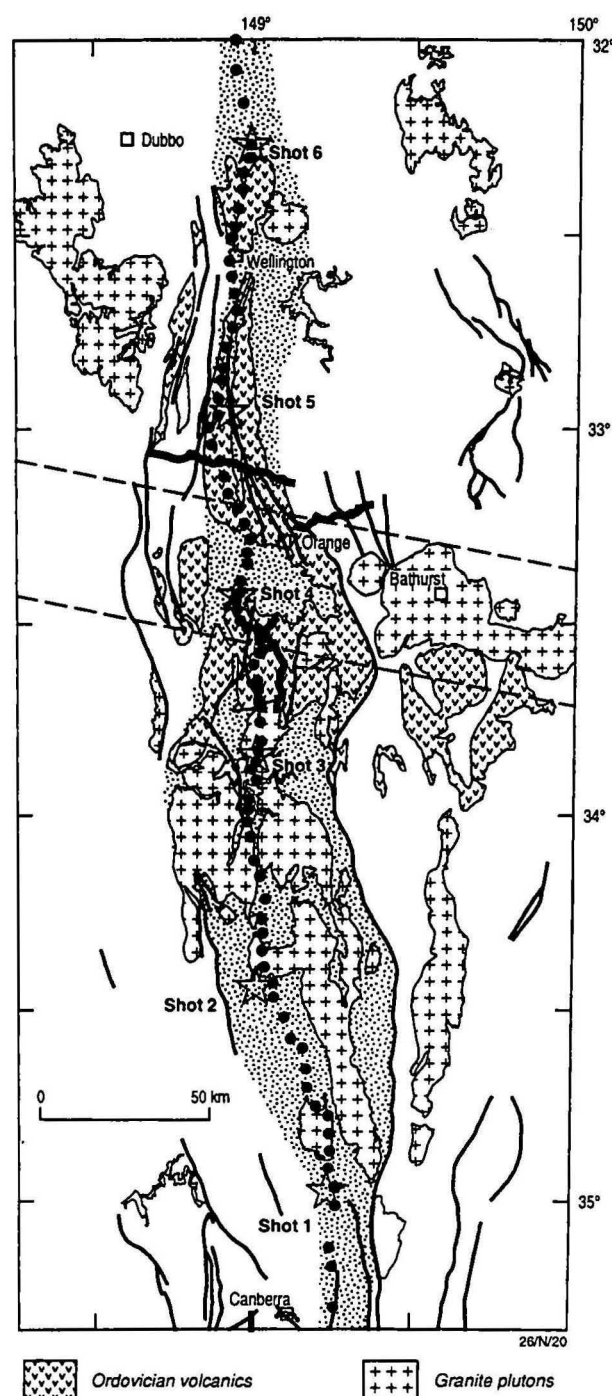 149°
150°
32°
Dubbo
Shot 6
Wellington
Shot 5
33°
Orange
Bathurst
Shot 4
Shot 3
34°
Shot 2
0 50 km
35°
Shot 1
Canberra
26/N/20
Ordovician volcanics
Granite plutons